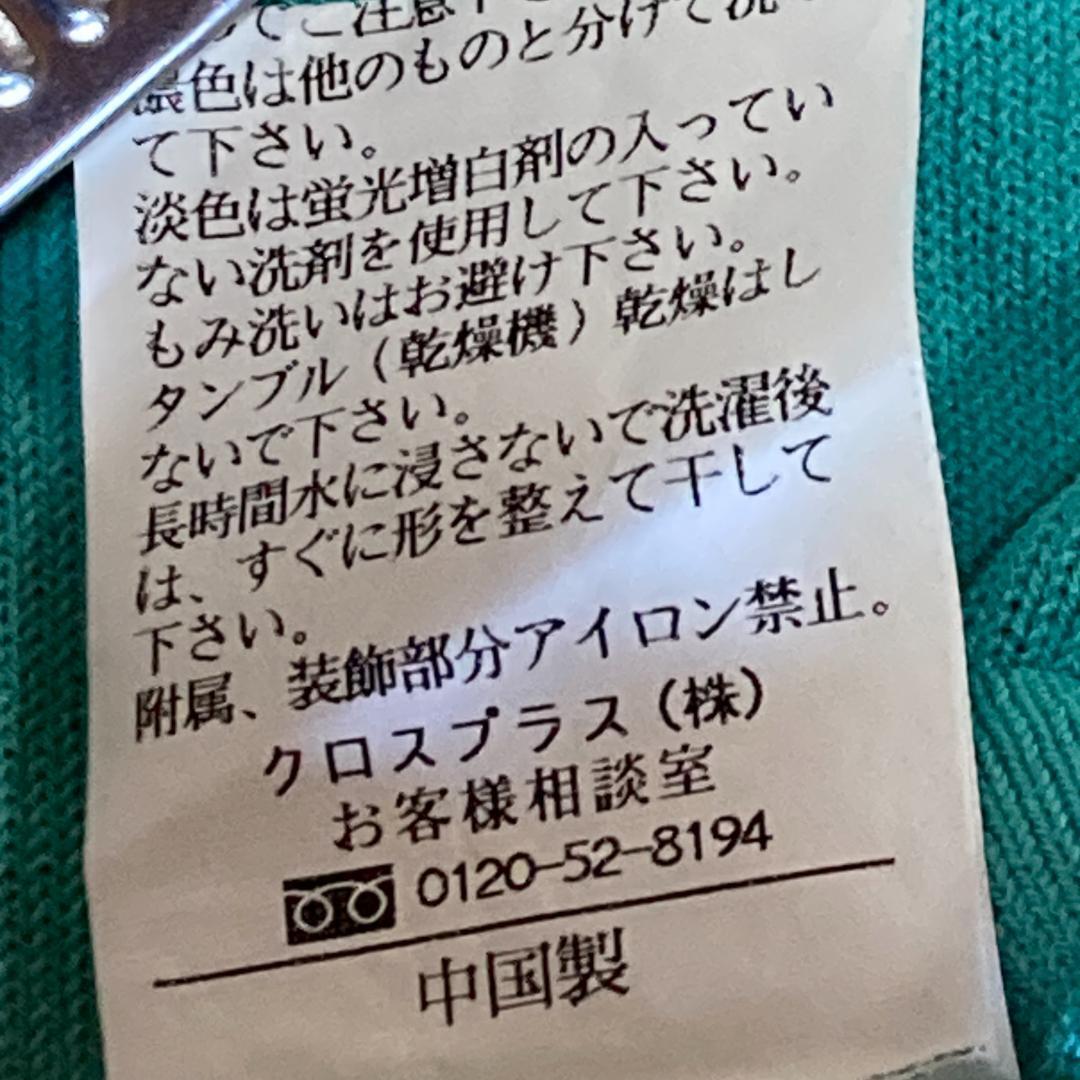 てご注意下さ
濃色は他のものと分けて洗っ
て下さい。
淡色は蛍光増白剤の入ってい
ない洗剤を使用して下さい。
もみ洗いはお避け下さい。
タンブル（乾燥機）乾燥はし
ないで下さい。
長時間水に浸さないで洗濯後
は、すぐに形を整えて干して
下さい。
附属、装飾部分アイロン禁止。
クロスプラス（株）
お客様相談室
0120-52-8194
中国製